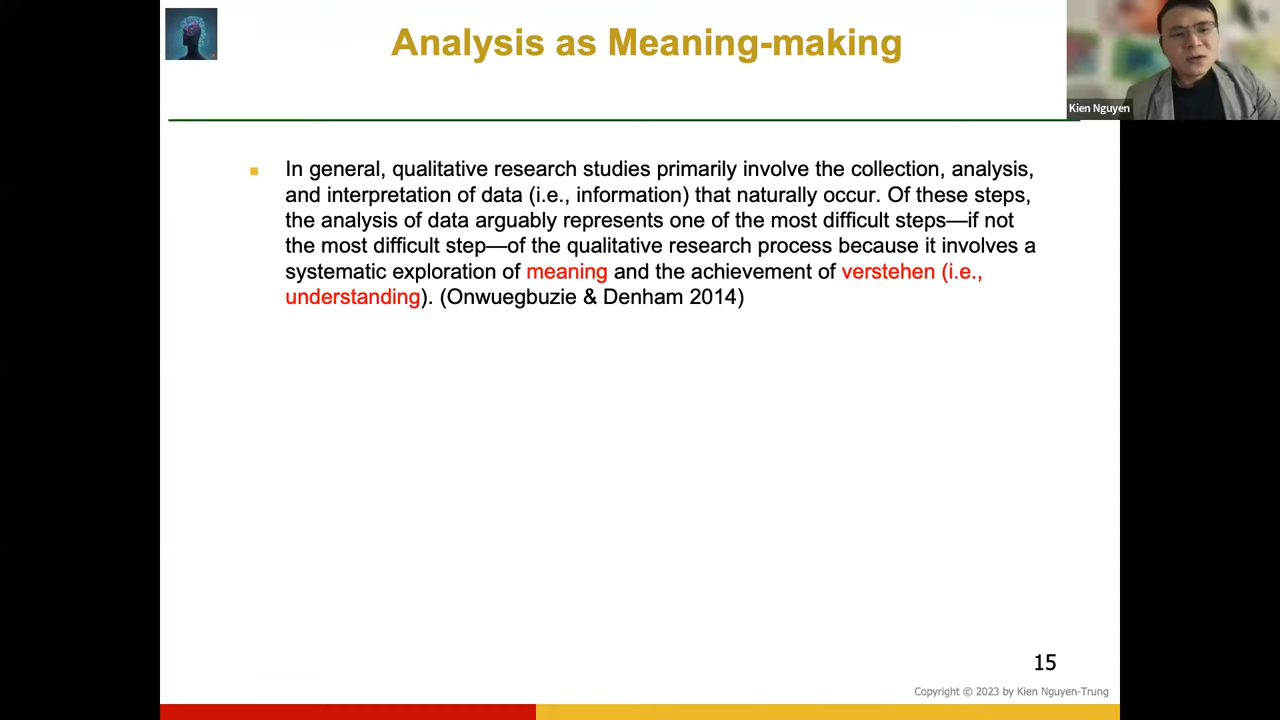 Analysis as Meaning-making
Kien Nguyen
In general, qualitative research studies primarily involve the collection, analysis,
and interpretation of data (i.e., information) that naturally occur. Of these steps,
the analysis of data arguably represents one of the most difficult steps—if not
the most difficult step—of the qualitative research process because it involves a
systematic exploration of meaning and the achievement of verstehen (i.e.,
understanding). (Onwuegbuzie & Denham 2014)
15
Copyright © 2023 by Kien Nguyen-Trung